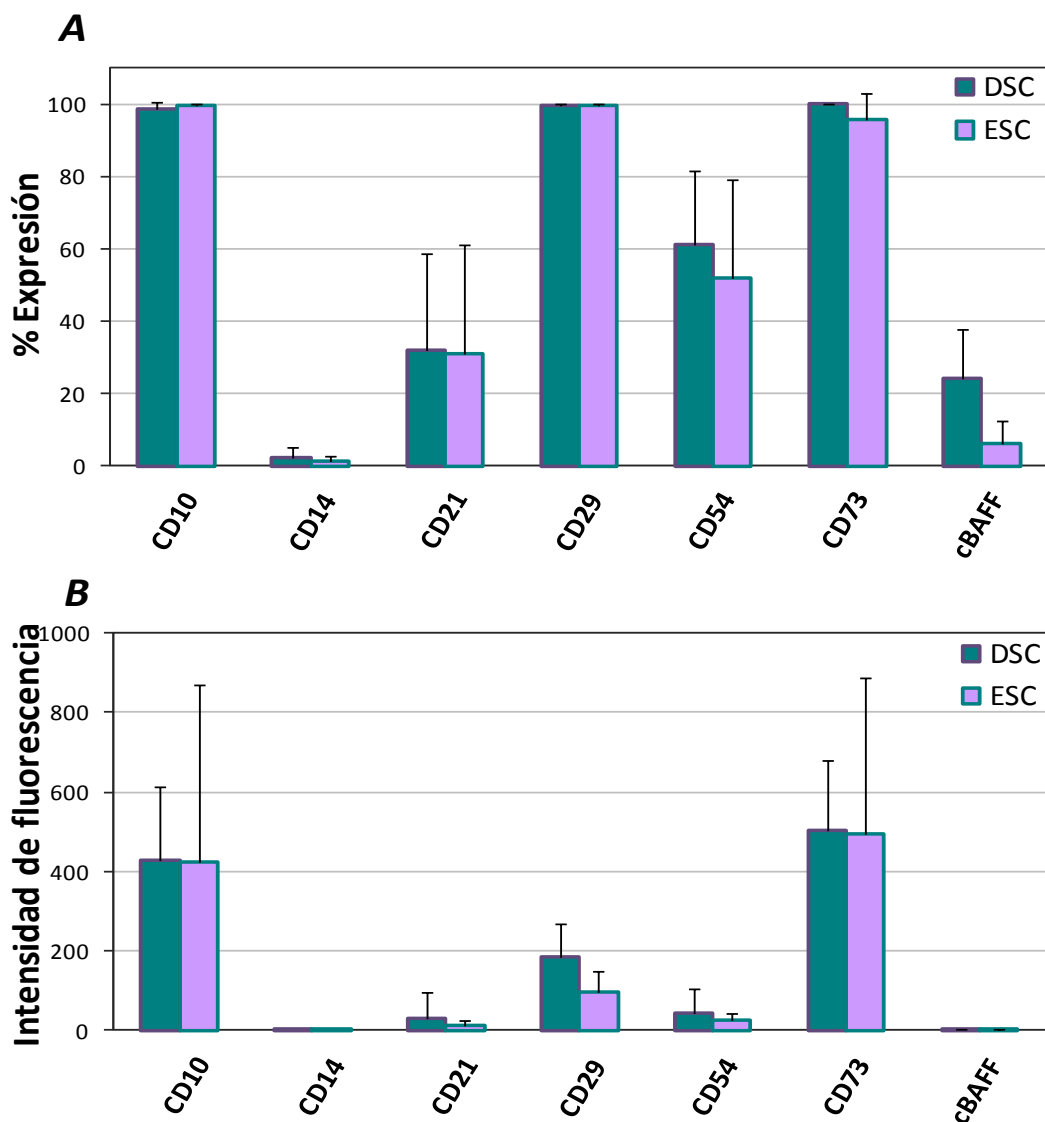 A
DSC
ESC
% Expresión
100
80
60
40
20
0
CD10
CD14
CD21
CD29
CD54
CD73
cBAFF
B
DSC
ESC
Intensidad de fluorescencia
1000
800
600
400
200
0
CD10
CD14
CD21
CD29
CD54
CD73
cBAFF